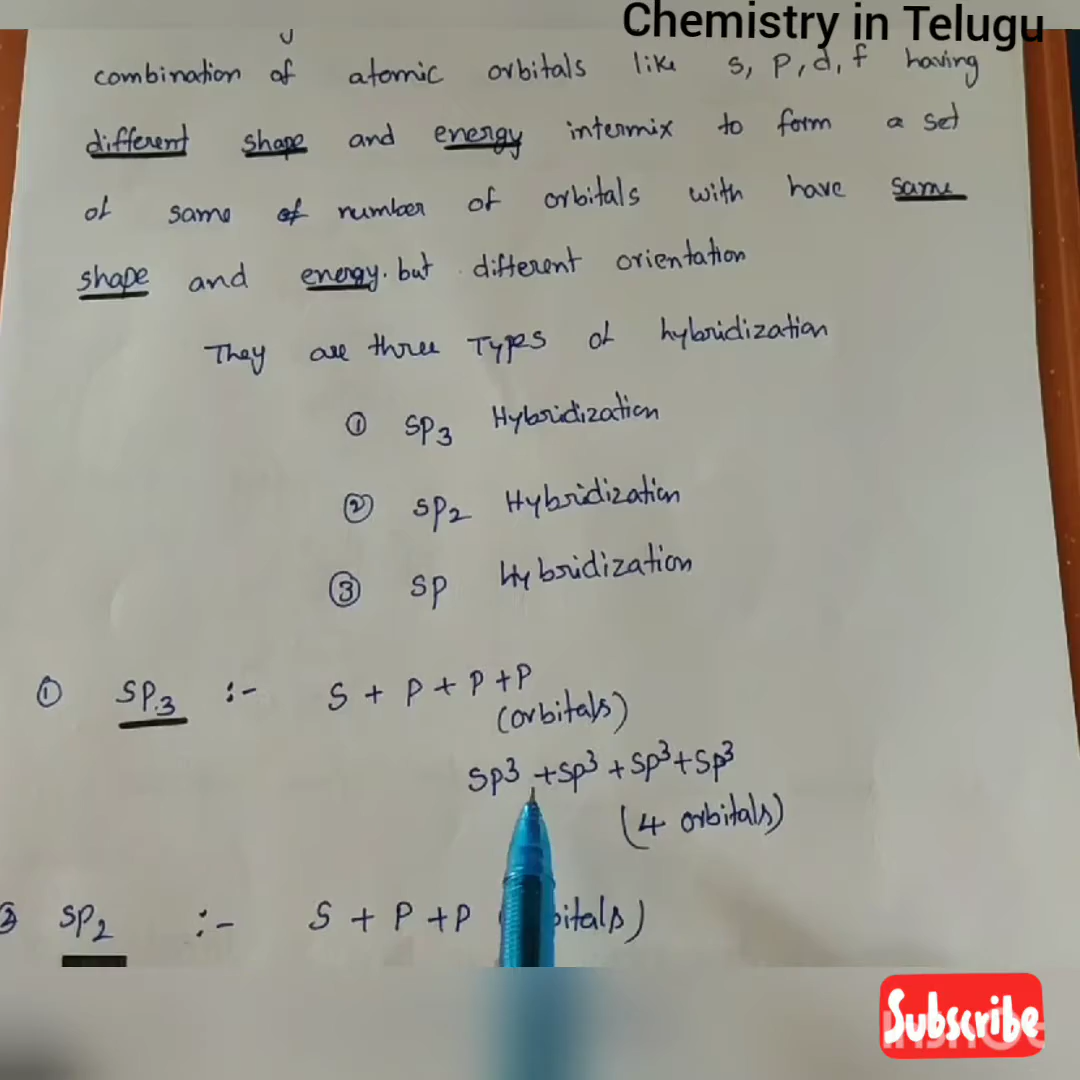 Chemistry in Telugu
combination of atomic orbitals like s, p, d, f having
different shape and energy intermix to form a set
of same of number of orbitals with have same
shape and energy. but different orientation
They are three Types of hybridization
① SP3 Hybridization
② SP2 Hybridization
③ SP Hybridization
① SP3 :- S + P + P + P
(orbitals)
Sp3 + Sp3 + Sp3 + Sp3
(4 orbitals)
SP2 :- S + P + P
Subscribe